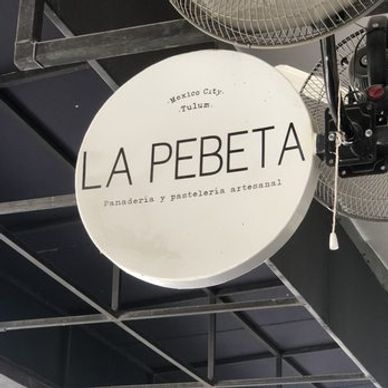 .Mexico City.
.Tulum.
LA PEBETA
Panaderia y pasteleria artesanal